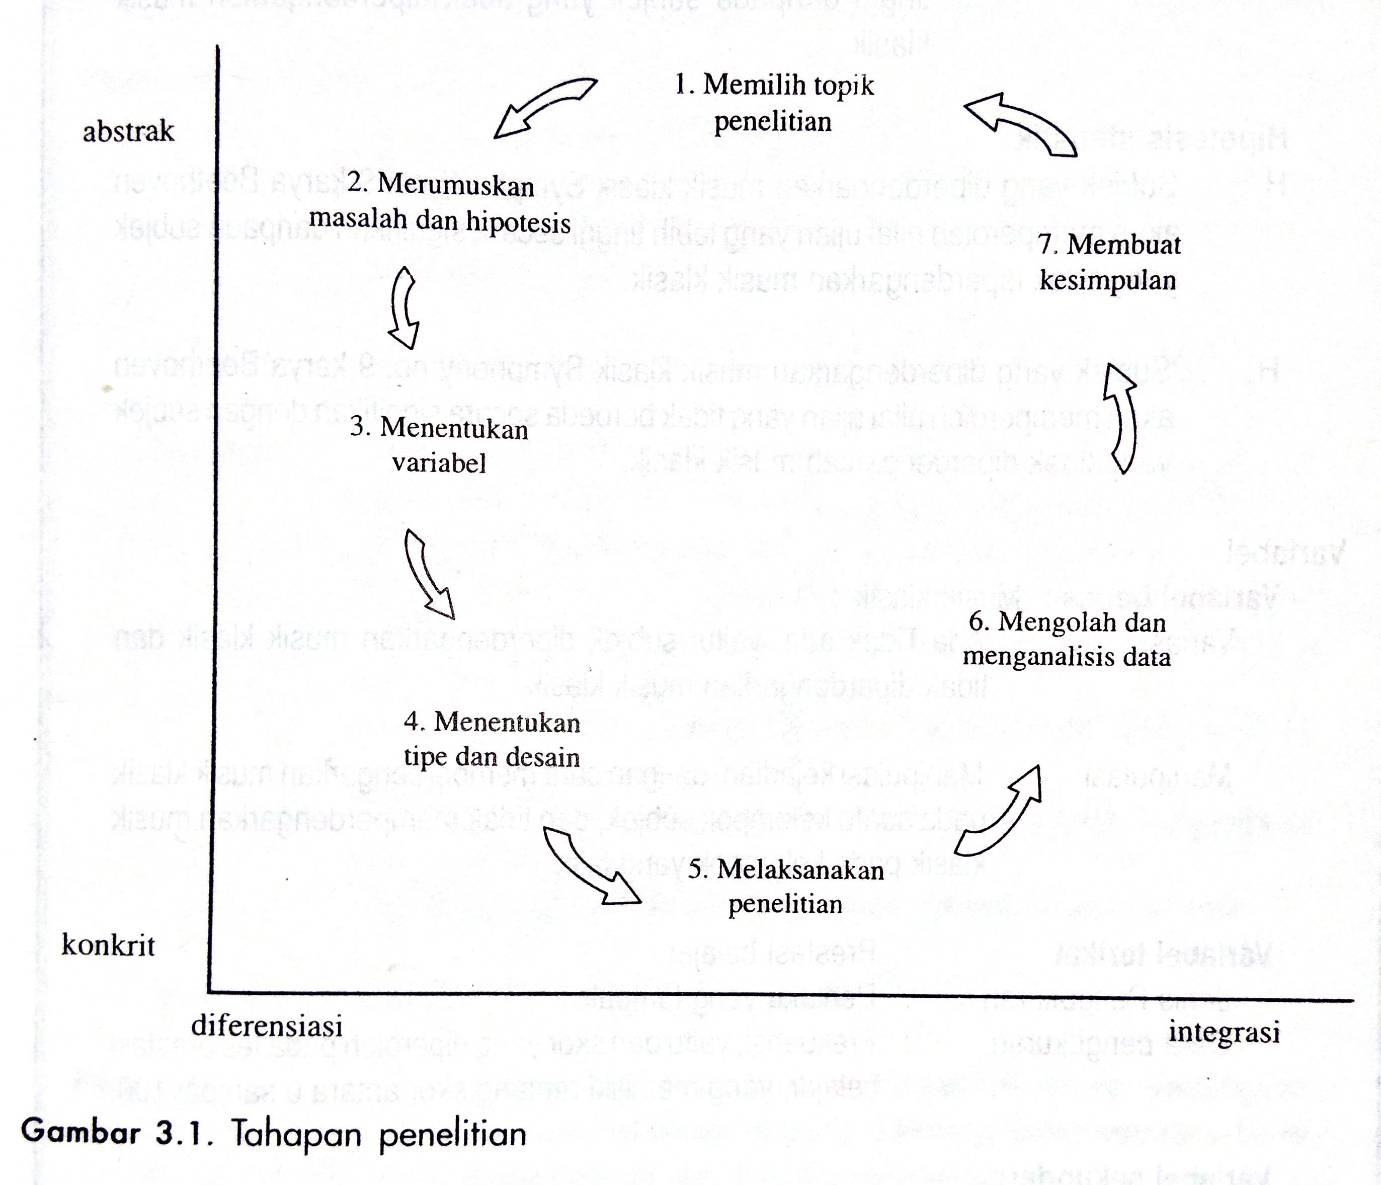 1. Memilih topik
penelitian
abstrak
2. Merumuskan
masalah dan hipotesis
7. Membuat
kesimpulan
3. Menentukan
variabel
6. Mengolah dan
menganalisis data
4. Menentukan
tipe dan desain
5. Melaksanakan
penelitian
konkrit
diferensiasi
integrasi
Gambar 3.1. Tahapan penelitian